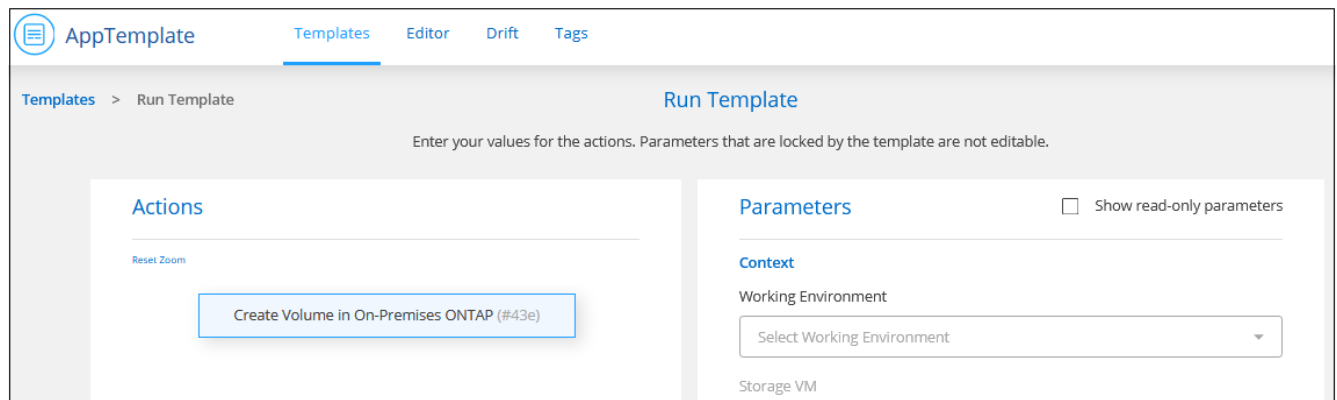 AppTemplate
Templates Editor Drift Tags
Templates > Run Template
Run Template
Enter your values for the actions. Parameters that are locked by the template are not editable.
Actions
Reset Zoom
Create Volume in On-Premises ONTAP (#43e)
Parameters
Show read-only parameters
Context
Working Environment
Select Working Environment
Storage VM